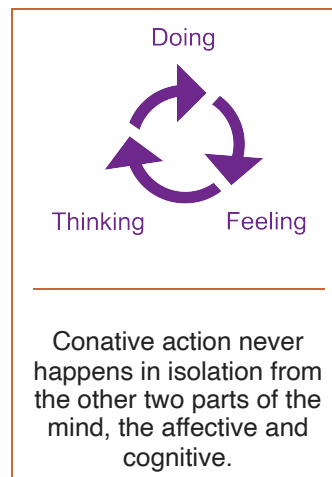 Doing
Thinking
Feeling
Conative action never
happens in isolation from
the other two parts of the
mind, the affective and
cognitive.